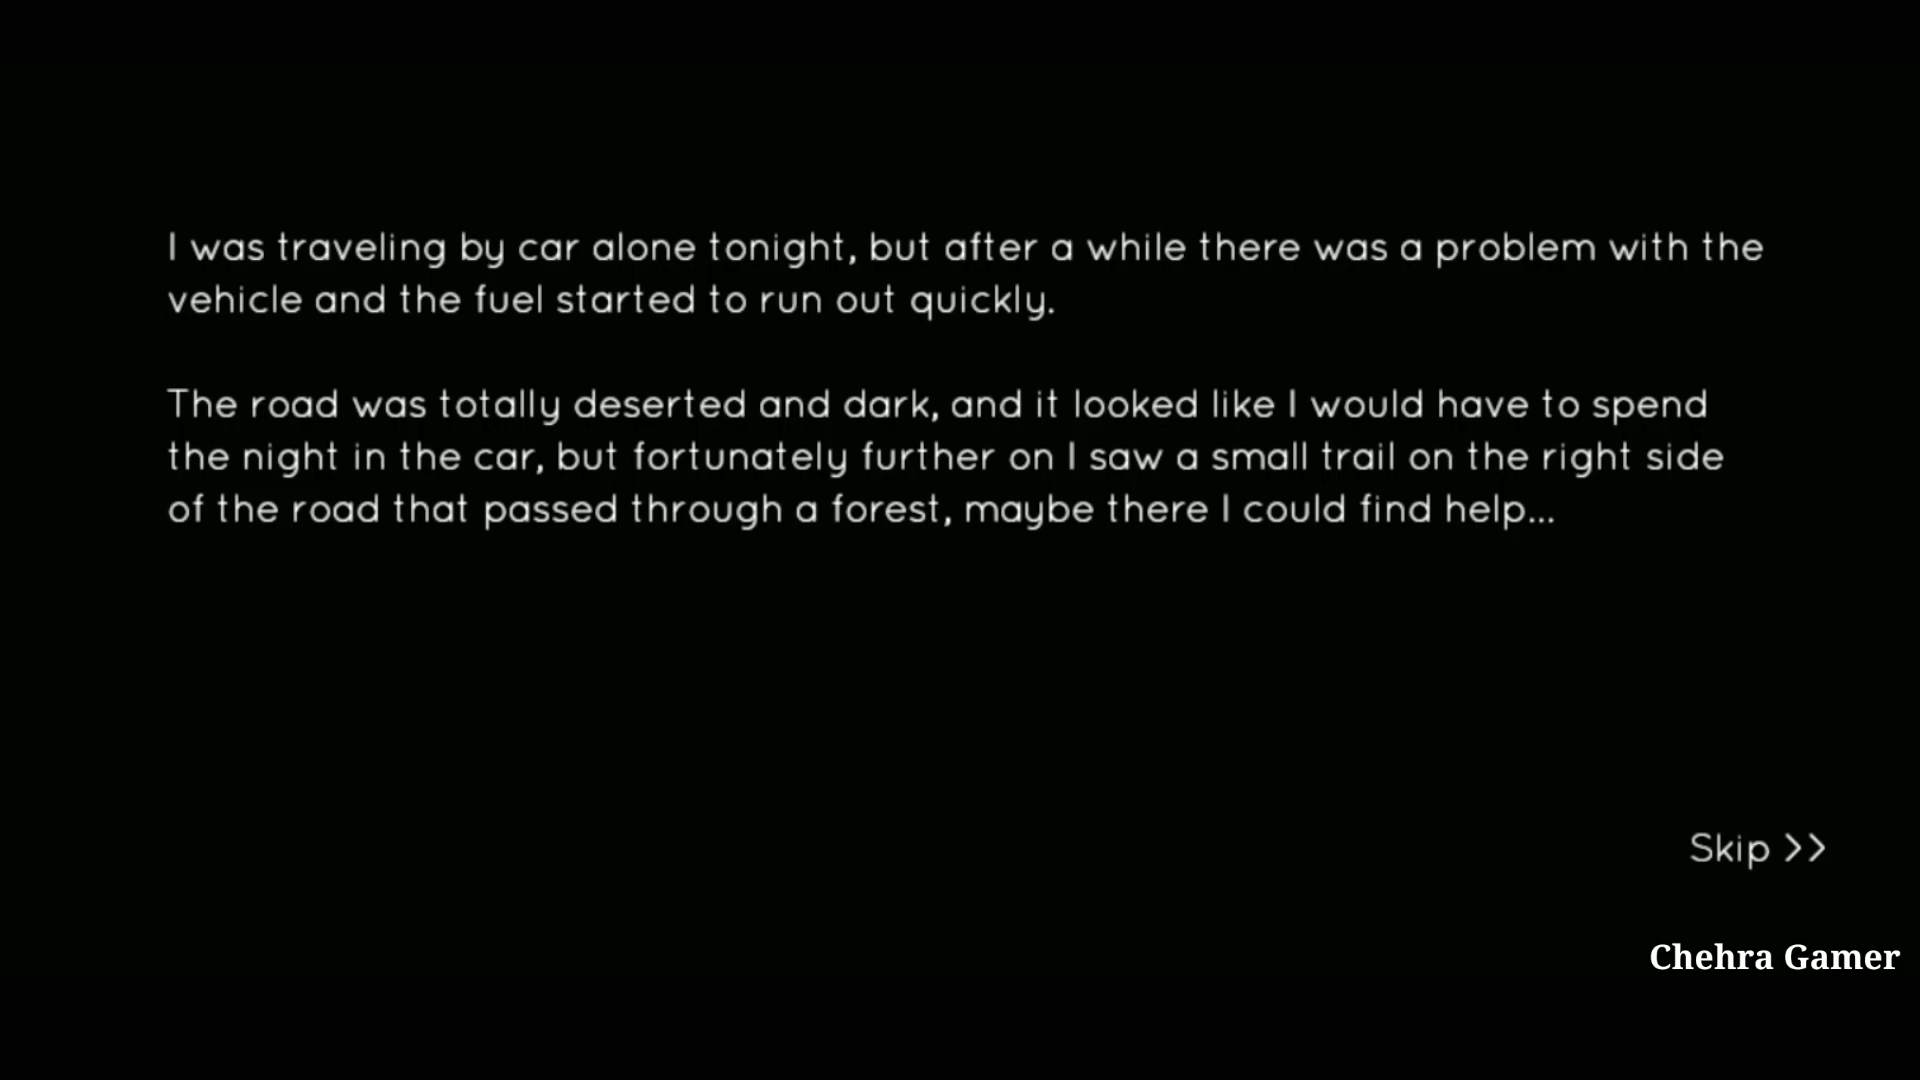 I was traveling by car alone tonight, but after a while there was a problem with the
vehicle and the fuel started to run out quickly.
The road was totally deserted and dark, and it looked like I would have to spend
the night in the car, but fortunately further on I saw a small trail on the right side
of the road that passed through a forest, maybe there I could find help...
Skip >>
Chehra Gamer